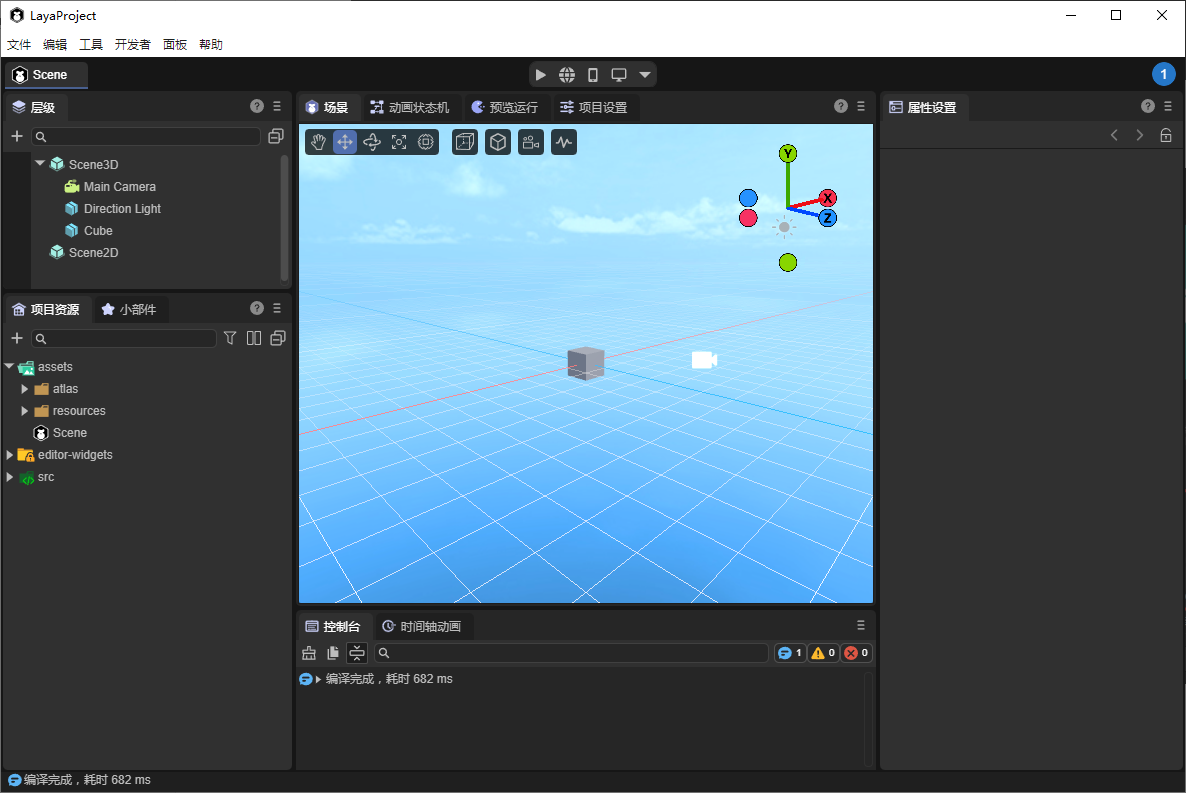 LayaProject
文件 编辑 工具 开发者 面板 帮助
Scene
1
层级
Scene3D
Main Camera
Direction Light
Cube
Scene2D
项目资源 小部件
assets
atlas
resources
Scene
editor-widgets
src
场景 动画状态机 预览运行 项目设置
Y
X
Z
控制台 时间轴动画
1 0 0
编译完成，耗时 682 ms
属性设置
编译完成，耗时 682 ms